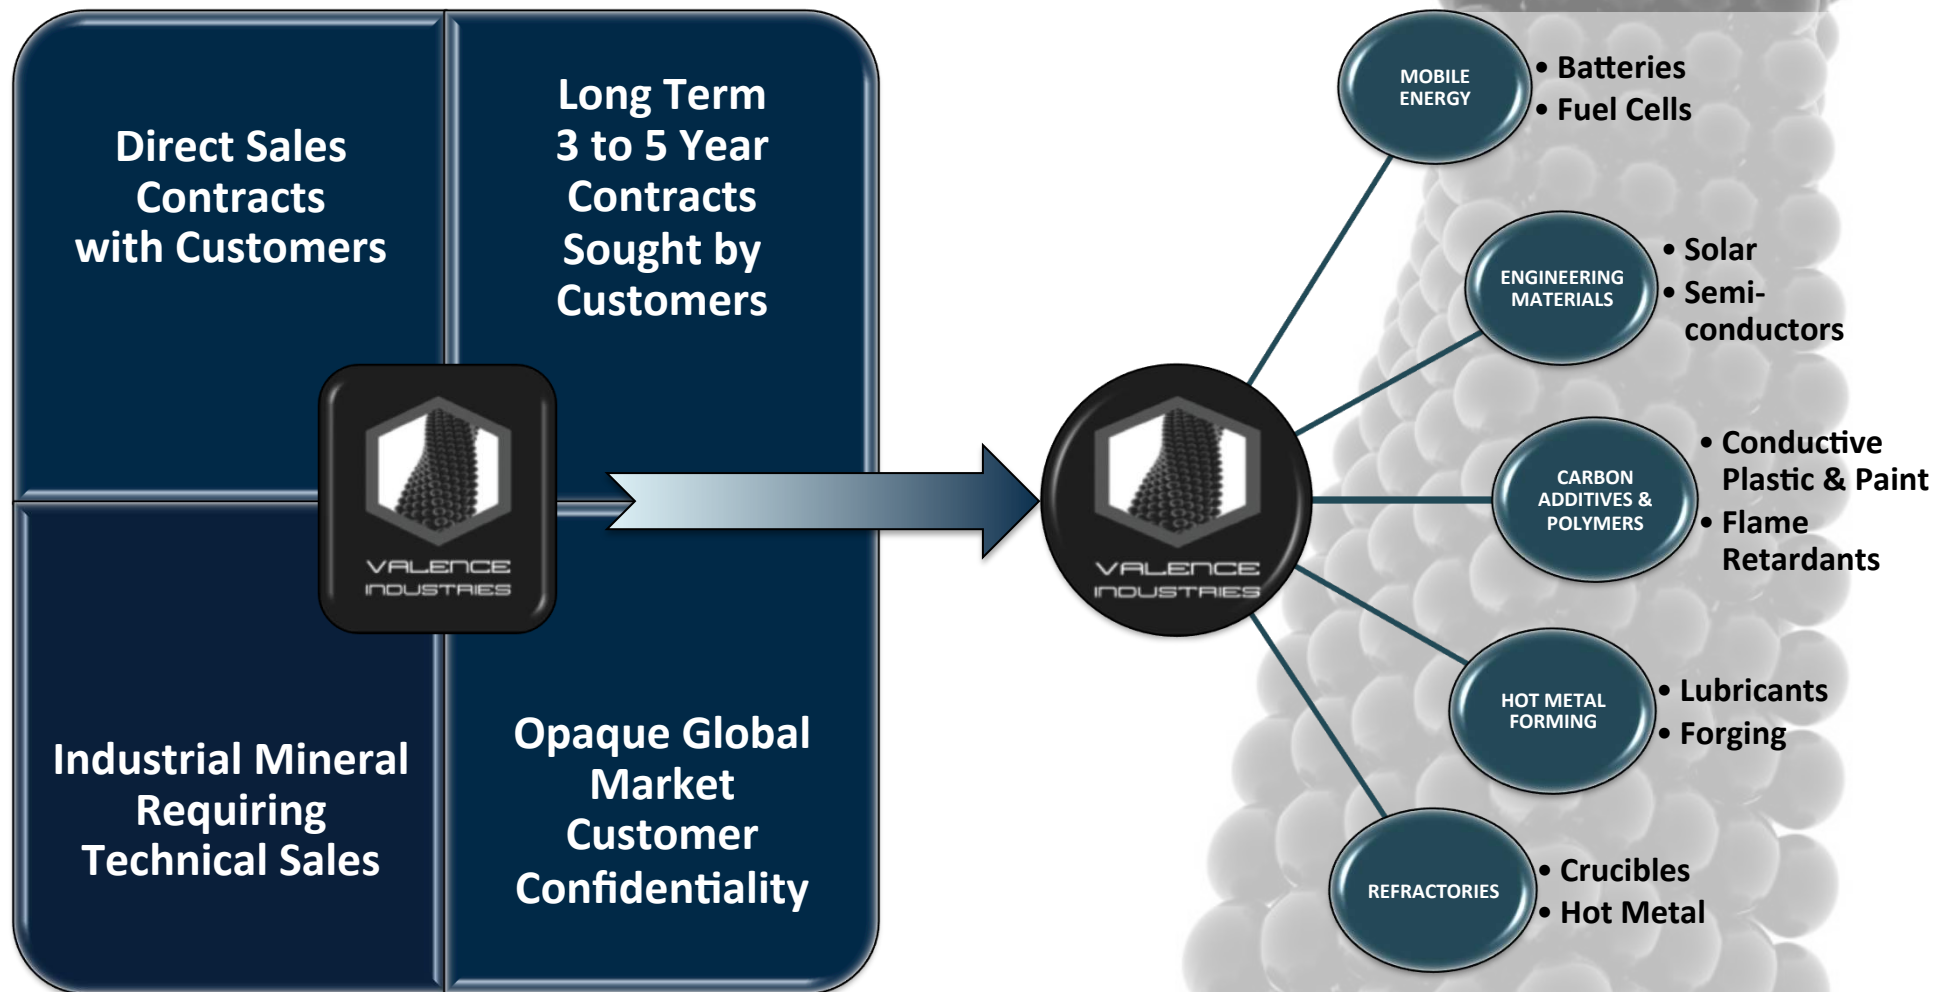 Direct Sales
Contracts
with Customers
Long Term
3 to 5 Year
Contracts
Sought by
Customers
Industrial Mineral
Requiring
Technical Sales
Opaque Global
Market
Customer
Confidentiality
VALENCE
INDUSTRIES
VALENCE
INDUSTRIES
MOBILE
ENERGY
• Batteries
• Fuel Cells
ENGINEERING
MATERIALS
• Solar
• Semi-
conductors
CARBON
ADDITIVES &
POLYMERS
• Conductive
Plastic & Paint
• Flame
Retardants
HOT METAL
FORMING
• Lubricants
• Forging
REFRACTORIES
• Crucibles
• Hot Metal